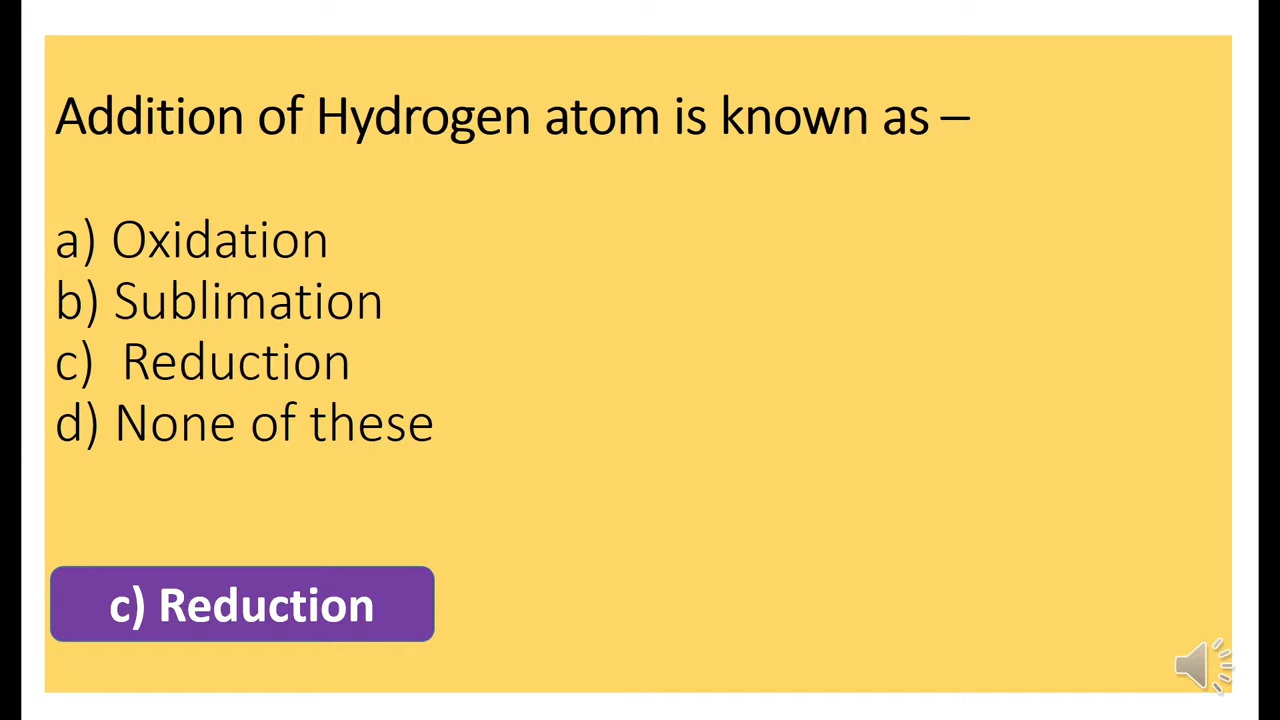 Addition of Hydrogen atom is known as –
a) Oxidation
b) Sublimation
c) Reduction
d) None of these
c) Reduction